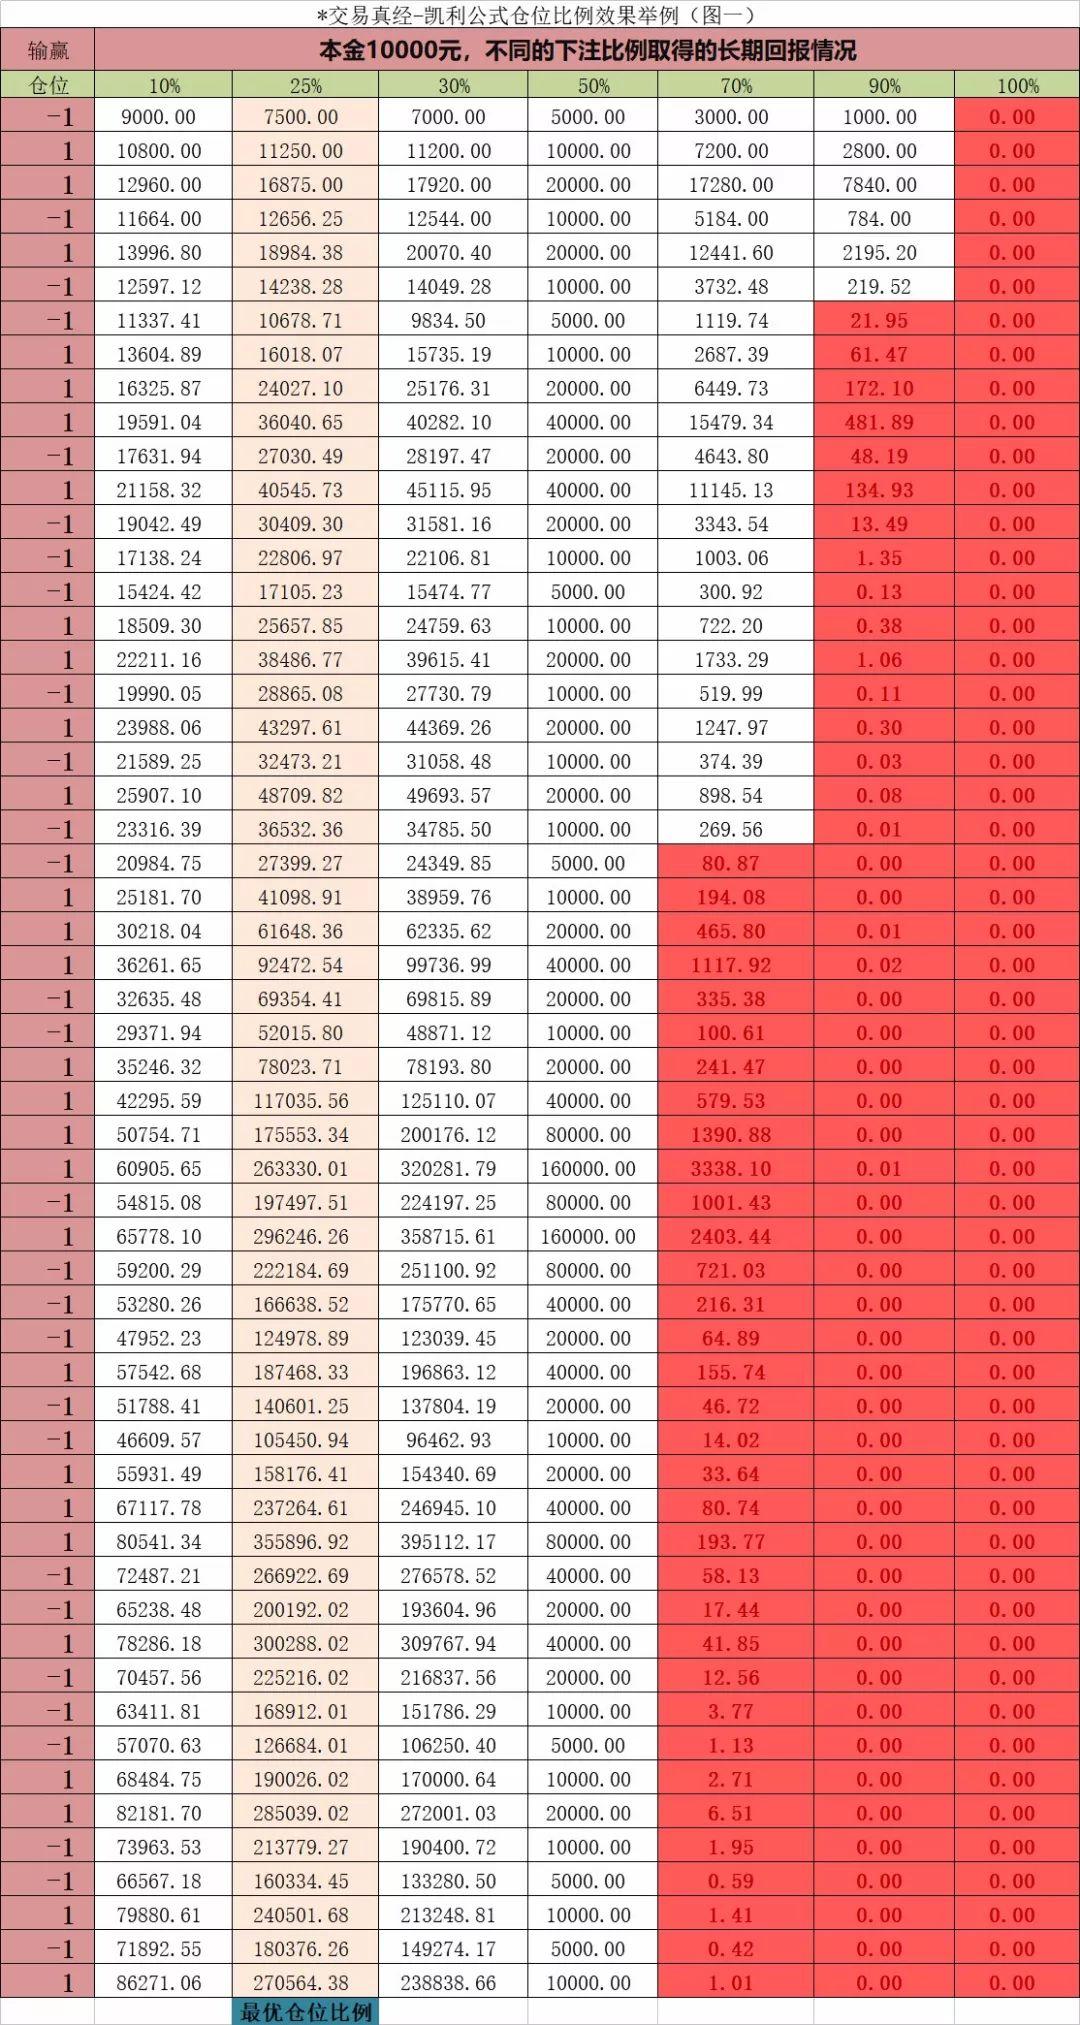 *交易真经-凯利公式仓位比例效果举例（图一）
输赢 本金10000元，不同的下注比例取得的长期回报情况
仓位 10% 25% 30% 50% 70% 90% 100%
-1 9000.00 7500.00 7000.00 5000.00 3000.00 1000.00 0.00
1 10800.00 11250.00 11200.00 10000.00 7200.00 2800.00 0.00
1 12960.00 16875.00 17920.00 20000.00 17280.00 7840.00 0.00
-1 11664.00 12656.25 12544.00 10000.00 5184.00 784.00 0.00
1 13996.80 18984.38 20070.40 20000.00 12441.60 2195.20 0.00
-1 12597.12 14238.28 14049.28 10000.00 3732.48 219.52 0.00
-1 11337.41 10678.71 9834.50 5000.00 1119.74 21.95 0.00
1 13604.89 16018.07 15735.19 10000.00 2687.39 61.47 0.00
1 16325.87 24027.10 25176.31 20000.00 6449.73 172.10 0.00
1 19591.04 36040.65 40282.10 40000.00 15479.34 481.89 0.00
-1 17631.94 27030.49 28197.47 20000.00 4643.80 48.19 0.00
1 21158.32 40545.73 45115.95 40000.00 11145.13 134.93 0.00
-1 19042.49 30409.30 31581.16 20000.00 3343.54 13.49 0.00
-1 17138.24 22806.97 22106.81 10000.00 1003.06 1.35 0.00
-1 15424.42 17105.23 15474.77 5000.00 300.92 0.13 0.00
1 18509.30 25657.85 24759.63 10000.00 722.20 0.38 0.00
1 22211.16 38486.77 39615.41 20000.00 1733.29 1.06 0.00
-1 19990.05 28865.08 27730.79 10000.00 519.99 0.11 0.00
1 23988.06 43297.61 44369.26 20000.00 1247.97 0.30 0.00
-1 21589.25 32473.21 31058.48 10000.00 374.39 0.03 0.00
1 25907.10 48709.82 49693.57 20000.00 898.54 0.08 0.00
-1 23316.39 36532.36 34785.50 10000.00 269.56 0.01 0.00
-1 20984.75 27399.27 24349.85 5000.00 80.87 0.00 0.00
1 25181.70 41098.91 38959.76 10000.00 194.08 0.00 0.00
1 30218.04 61648.36 62335.62 20000.00 465.80 0.01 0.00
1 36261.65 92472.54 99736.99 40000.00 1117.92 0.02 0.00
-1 32635.48 69354.41 69815.89 20000.00 335.38 0.00 0.00
-1 29371.94 52015.80 48871.12 10000.00 100.61 0.00 0.00
1 35246.32 78023.71 78193.80 20000.00 241.47 0.00 0.00
1 42295.59 117035.56 125110.07 40000.00 579.53 0.00 0.00
1 50754.71 175553.34 200176.12 80000.00 1390.88 0.00 0.00
1 60905.65 263330.01 320281.79 160000.00 3338.10 0.01 0.00
-1 54815.08 197497.51 224197.25 80000.00 1001.43 0.00 0.00
1 65778.10 296246.26 358715.61 160000.00 2403.44 0.00 0.00
-1 59200.29 222184.69 251100.92 80000.00 721.03 0.00 0.00
-1 53280.26 166638.52 175770.65 40000.00 216.31 0.00 0.00
-1 47952.23 124978.89 123039.45 20000.00 64.89 0.00 0.00
1 57542.68 187468.33 196863.12 40000.00 155.74 0.00 0.00
-1 51788.41 140601.25 137804.19 20000.00 46.72 0.00 0.00
-1 46609.57 105450.94 96462.93 10000.00 14.02 0.00 0.00
1 55931.49 158176.41 154340.69 20000.00 33.64 0.00 0.00
1 67117.78 237264.61 246945.10 40000.00 80.74 0.00 0.00
1 80541.34 355896.92 395112.17 80000.00 193.77 0.00 0.00
-1 72487.21 266922.69 276578.52 40000.00 58.13 0.00 0.00
-1 65238.48 200192.02 193604.96 20000.00 17.44 0.00 0.00
1 78286.18 300288.02 309767.94 40000.00 41.85 0.00 0.00
-1 70457.56 225216.02 216837.56 20000.00 12.56 0.00 0.00
-1 63411.81 168912.01 151786.29 10000.00 3.77 0.00 0.00
-1 57070.63 126684.01 106250.40 5000.00 1.13 0.00 0.00
1 68484.75 190026.02 170000.64 10000.00 2.71 0.00 0.00
1 82181.70 285039.02 272001.03 20000.00 6.51 0.00 0.00
-1 73963.53 213779.27 190400.72 10000.00 1.95 0.00 0.00
-1 66567.18 160334.45 133280.50 5000.00 0.59 0.00 0.00
1 79880.61 240501.68 213248.81 10000.00 1.41 0.00 0.00
-1 71892.55 180376.26 149274.17 5000.00 0.42 0.00 0.00
1 86271.06 270564.38 238838.66 10000.00 1.01 0.00 0.00
最优仓位比例